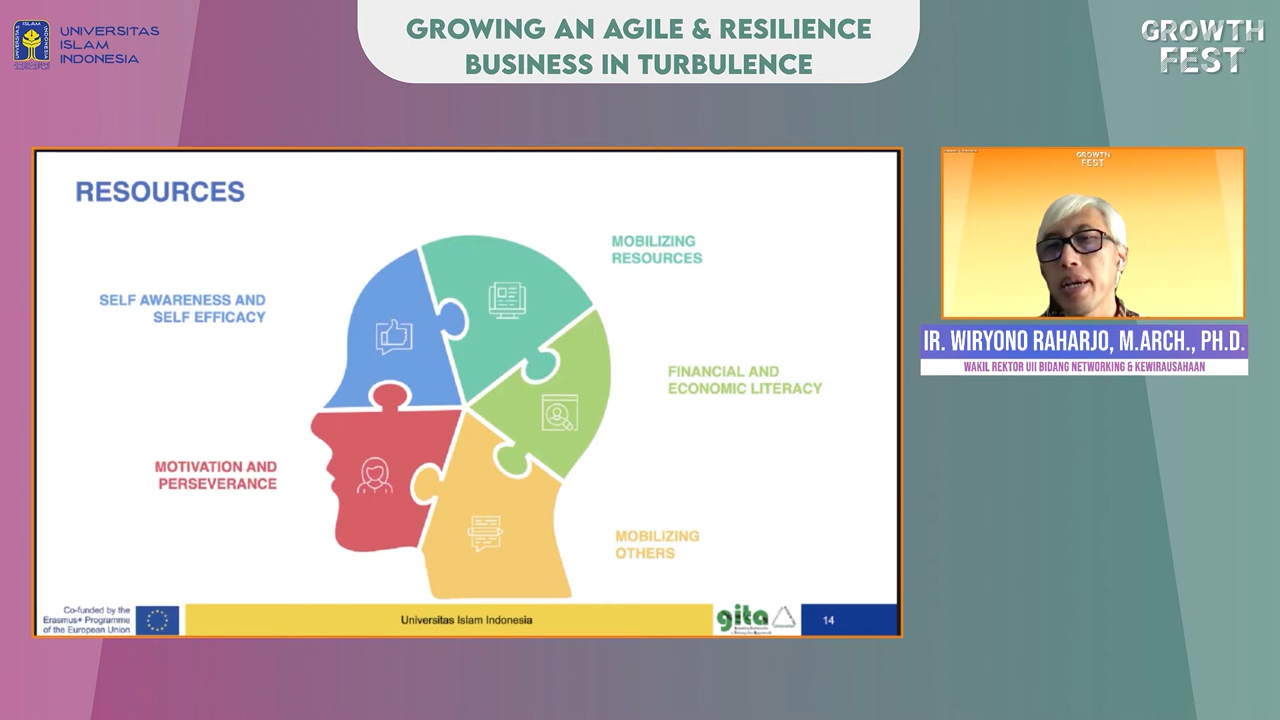 UNIVERSITAS
ISLAM
INDONESIA
GROWING AN AGILE & RESILIENCE
BUSINESS IN TURBULENCE
GROWTH
FEST
RESOURCES
MOBILIZING
RESOURCES
SELF AWARENESS AND
SELF EFFICACY
FINANCIAL AND
ECONOMIC LITERACY
MOTIVATION AND
PERSEVERANCE
MOBILIZING
OTHERS
Co-funded by the
Erasmus+ Programme
of the European Union
Universitas Islam Indonesia
gita
14
GROWTH
FEST
IR. WIRYONO RAHARJO, M.ARCH., PH.D.
WAKIL REKTOR UII BIDANG NETWORKING & KEWIRAUSAHAAN